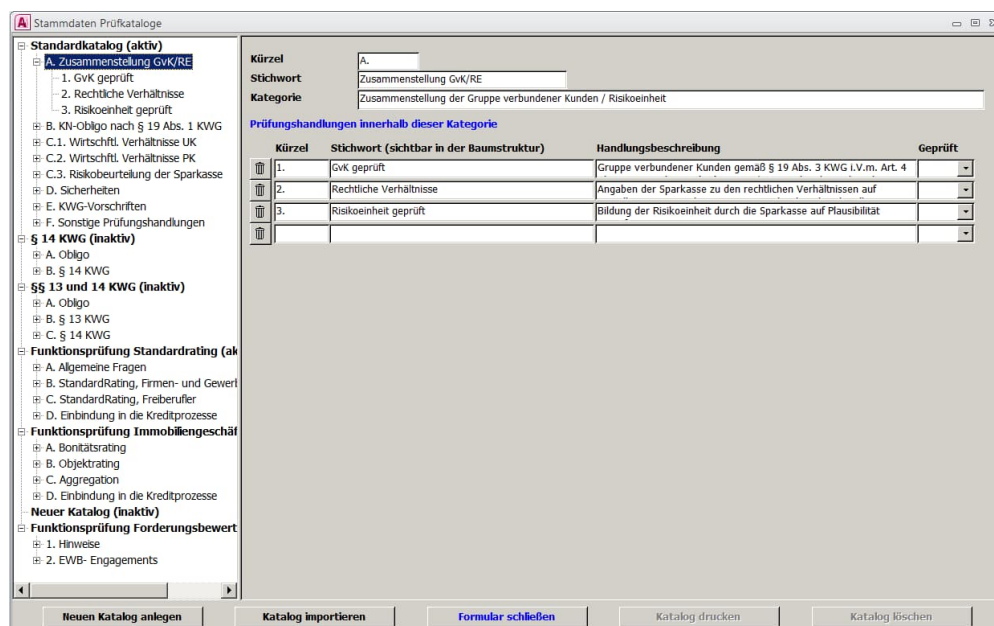 Stammdaten Prüfkataloge
Standardkatalog (aktiv)
A. Zusammenstellung GvK/RE
1. GvK geprüft
2. Rechtliche Verhältnisse
3. Risikoeinheit geprüft
B. KN-Obligo nach § 19 Abs. 1 KWG
C.1. Wirtschftl. Verhältnisse UK
C.2. Wirtschftl. Verhältnisse PK
C.3. Risikobeurteilung der Sparkasse
D. Sicherheiten
E. KWG-Vorschriften
F. Sonstige Prüfungshandlungen
§ 14 KWG (inaktiv)
A. Obligo
B. § 14 KWG
§§ 13 und 14 KWG (inaktiv)
A. Obligo
B. § 13 KWG
C. § 14 KWG
Funktionsprüfung Standardrating (ak
A. Allgemeine Fragen
B. StandardRating, Firmen- und Gewerl
C. StandardRating, Freiberufler
D. Einbindung in die Kreditprozesse
Funktionsprüfung Immobiliengeschäf
A. Bonitätsrating
B. Objektrating
C. Aggregation
D. Einbindung in die Kreditprozesse
Neuer Katalog (inaktiv)
Funktionsprüfung Forderungsbewert
1. Hinweise
2. EWB- Engagements
Kürzel A.
Stichwort Zusammenstellung GvK/RE
Kategorie Zusammenstellung der Gruppe verbundener Kunden / Risikoeinheit
Prüfungshandlungen innerhalb dieser Kategorie
Kürzel Stichwort (sichtbar in der Baumstruktur) Handlungsbeschreibung Geprüft
1. GvK geprüft Gruppe verbundener Kunden gemäß § 19 Abs. 3 KWG i.V.m. Art. 4
2. Rechtliche Verhältnisse Angaben der Sparkasse zu den rechtlichen Verhältnissen auf
3. Risikoeinheit geprüft Bildung der Risikoeinheit durch die Sparkasse auf Plausibilität
Neuen Katalog anlegen Katalog importieren Formular schließen Katalog drucken Katalog löschen